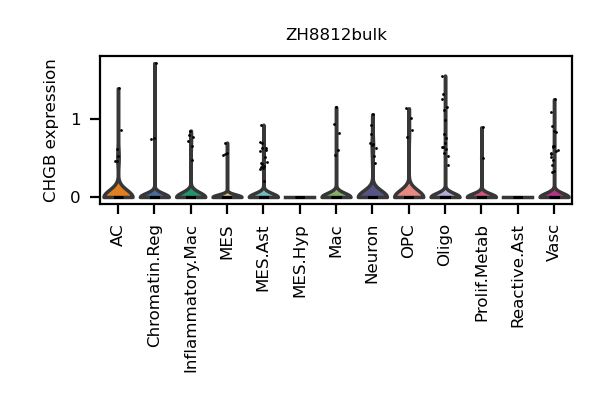 ZH8812bulk
CHGB expression
1
0
AC
Chromatin.Reg
Inflammatory.Mac
MES
MES.Ast
MES.Hyp
Mac
Neuron
OPC
Oligo
Prolif.Metab
Reactive.Ast
Vasc